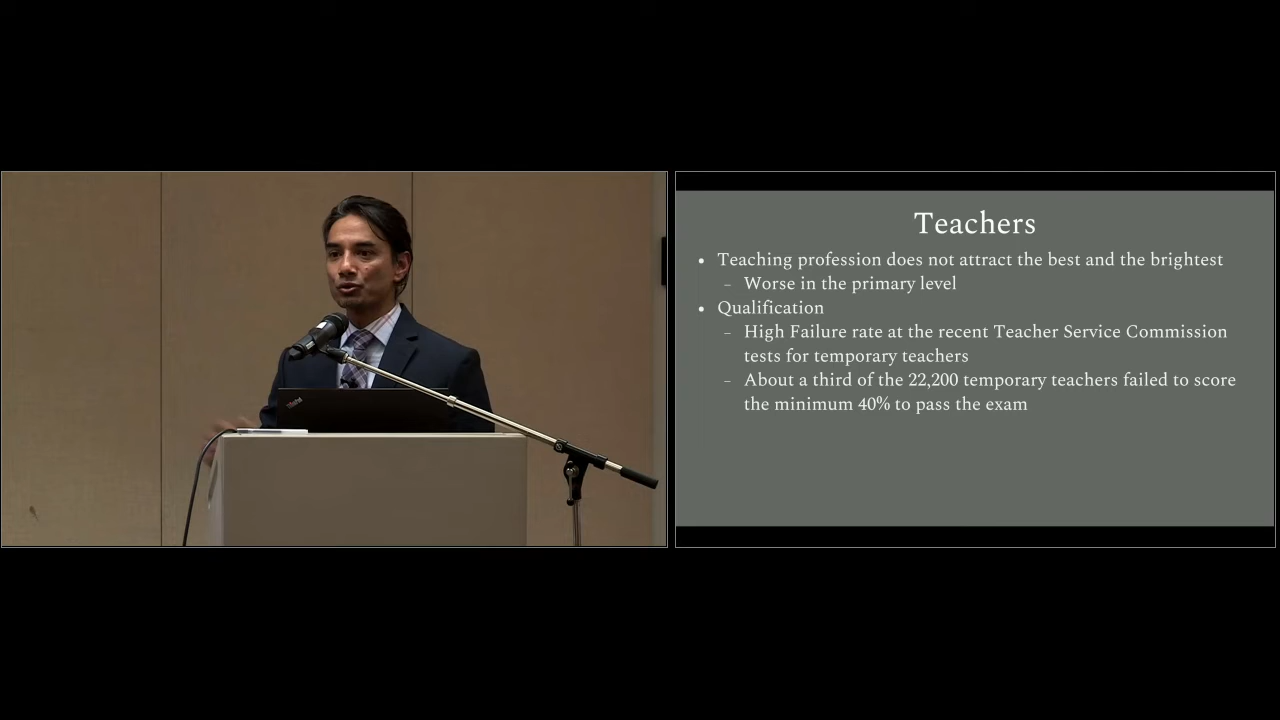 Teachers
• Teaching profession does not attract the best and the brightest
– Worse in the primary level
• Qualification
– High Failure rate at the recent Teacher Service Commission
tests for temporary teachers
– About a third of the 22,200 temporary teachers failed to score
the minimum 40% to pass the exam